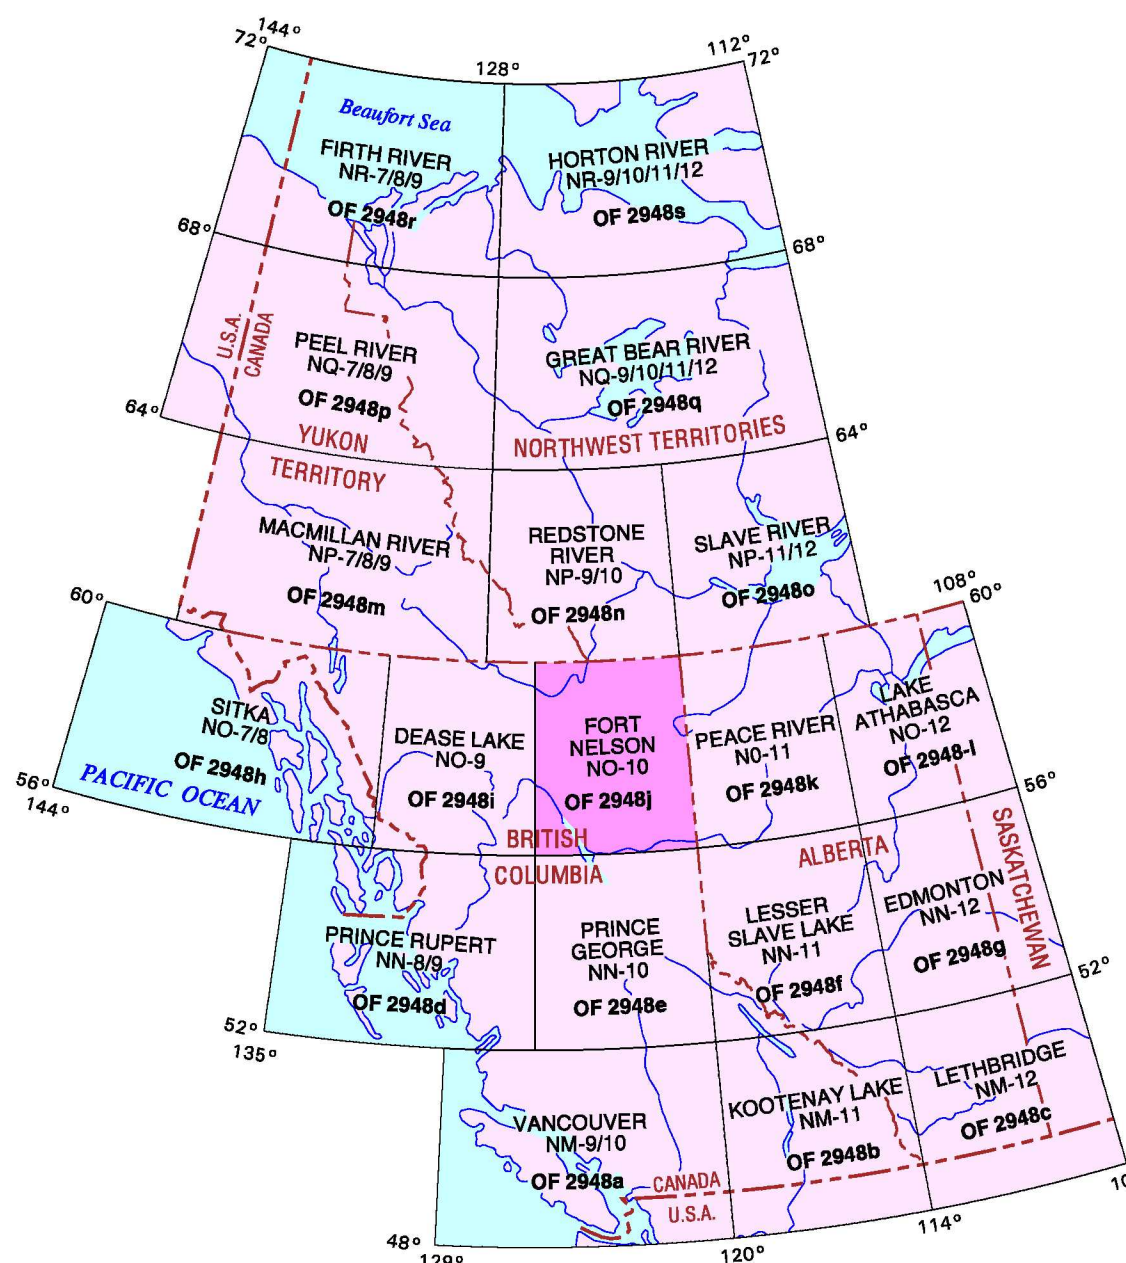 144°
72°
128°
112°
72°
Beaufort Sea
FIRTH RIVER
NR-7/8/9
OF 2948r
HORTON RIVER
NR-9/10/11/12
OF 2948s
68°
68°
U.S.A.
CANADA
PEEL RIVER
NQ-7/8/9
OF 2948p
GREAT BEAR RIVER
NQ-9/10/11/12
OF 2948q
64°
YUKON
TERRITORY
NORTHWEST TERRITORIES
64°
MACMILLAN RIVER
NP-7/8/9
OF 2948m
REDSTONE
RIVER
NP-9/10
OF 2948n
SLAVE RIVER
NP-11/12
OF 2948o
60°
108°
60°
SITKA
NO-7/8
OF 2948h
PACIFIC OCEAN
DEASE LAKE
NO-9
OF 2948i
FORT
NELSON
NO-10
OF 2948j
PEACE RIVER
N0-11
OF 2948k
LAKE
ATHABASCA
NO-12
OF 2948-l
56°
144°
56°
BRITISH
COLUMBIA
ALBERTA
SASKATCHEWAN
PRINCE RUPERT
NN-8/9
OF 2948d
PRINCE
GEORGE
NN-10
OF 2948e
LESSER
SLAVE LAKE
NN-11
OF 2948f
EDMONTON
NN-12
OF 2948g
52°
135°
52°
VANCOUVER
NM-9/10
OF 2948a
KOOTENAY LAKE
NM-11
OF 2948b
LETHBRIDGE
NM-12
OF 2948c
CANADA
U.S.A.
48°
129°
120°
114°